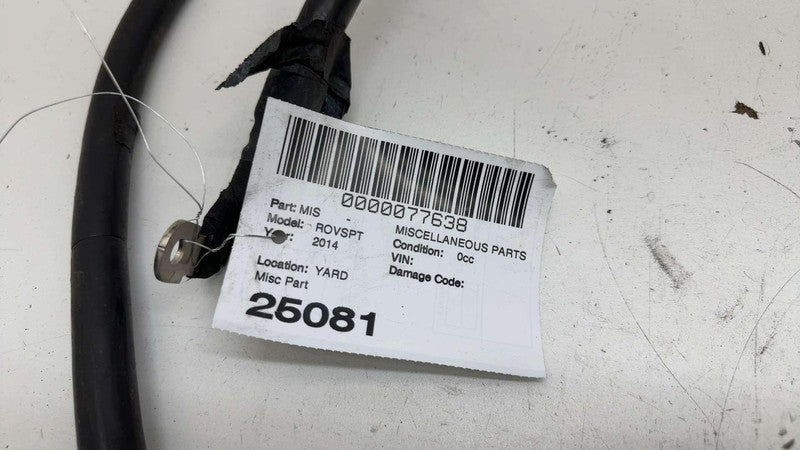 0000077638
Part: MIS - MISCELLANEOUS PARTS
Model: ROVSPT Condition: 0cc
Year: 2014 VIN:
Damage Code:
Location: YARD
Misc Part
25081